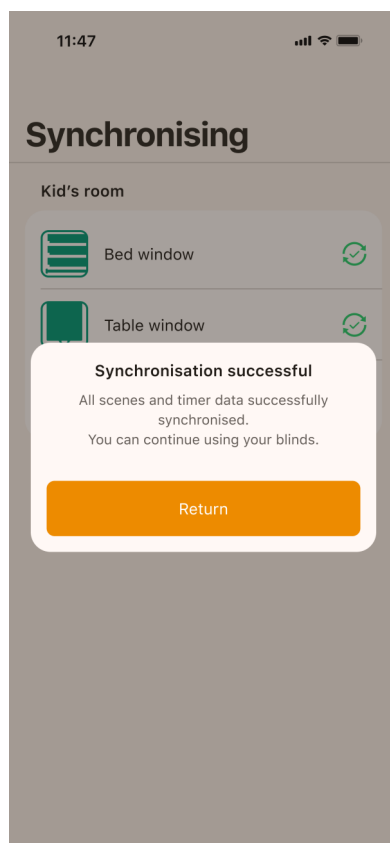 11:47
Synchronising
Kid's room
Bed window
Table window
Synchronisation successful
All scenes and timer data successfully
synchronised.
You can continue using your blinds.
Return